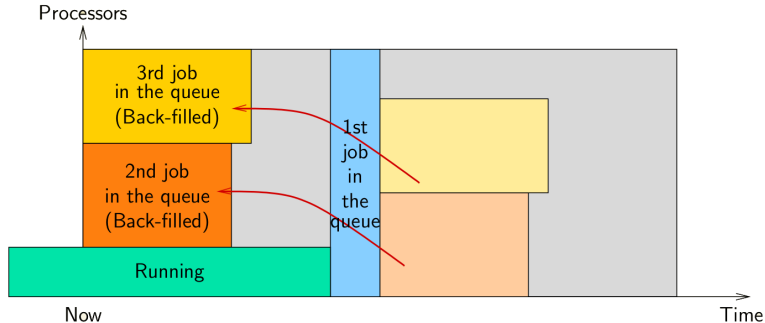 Processors
3rd job
in the queue
(Back-filled)
2nd job
in the queue
(Back-filled)
1st
job
in
the
queue
Running
Now
Time